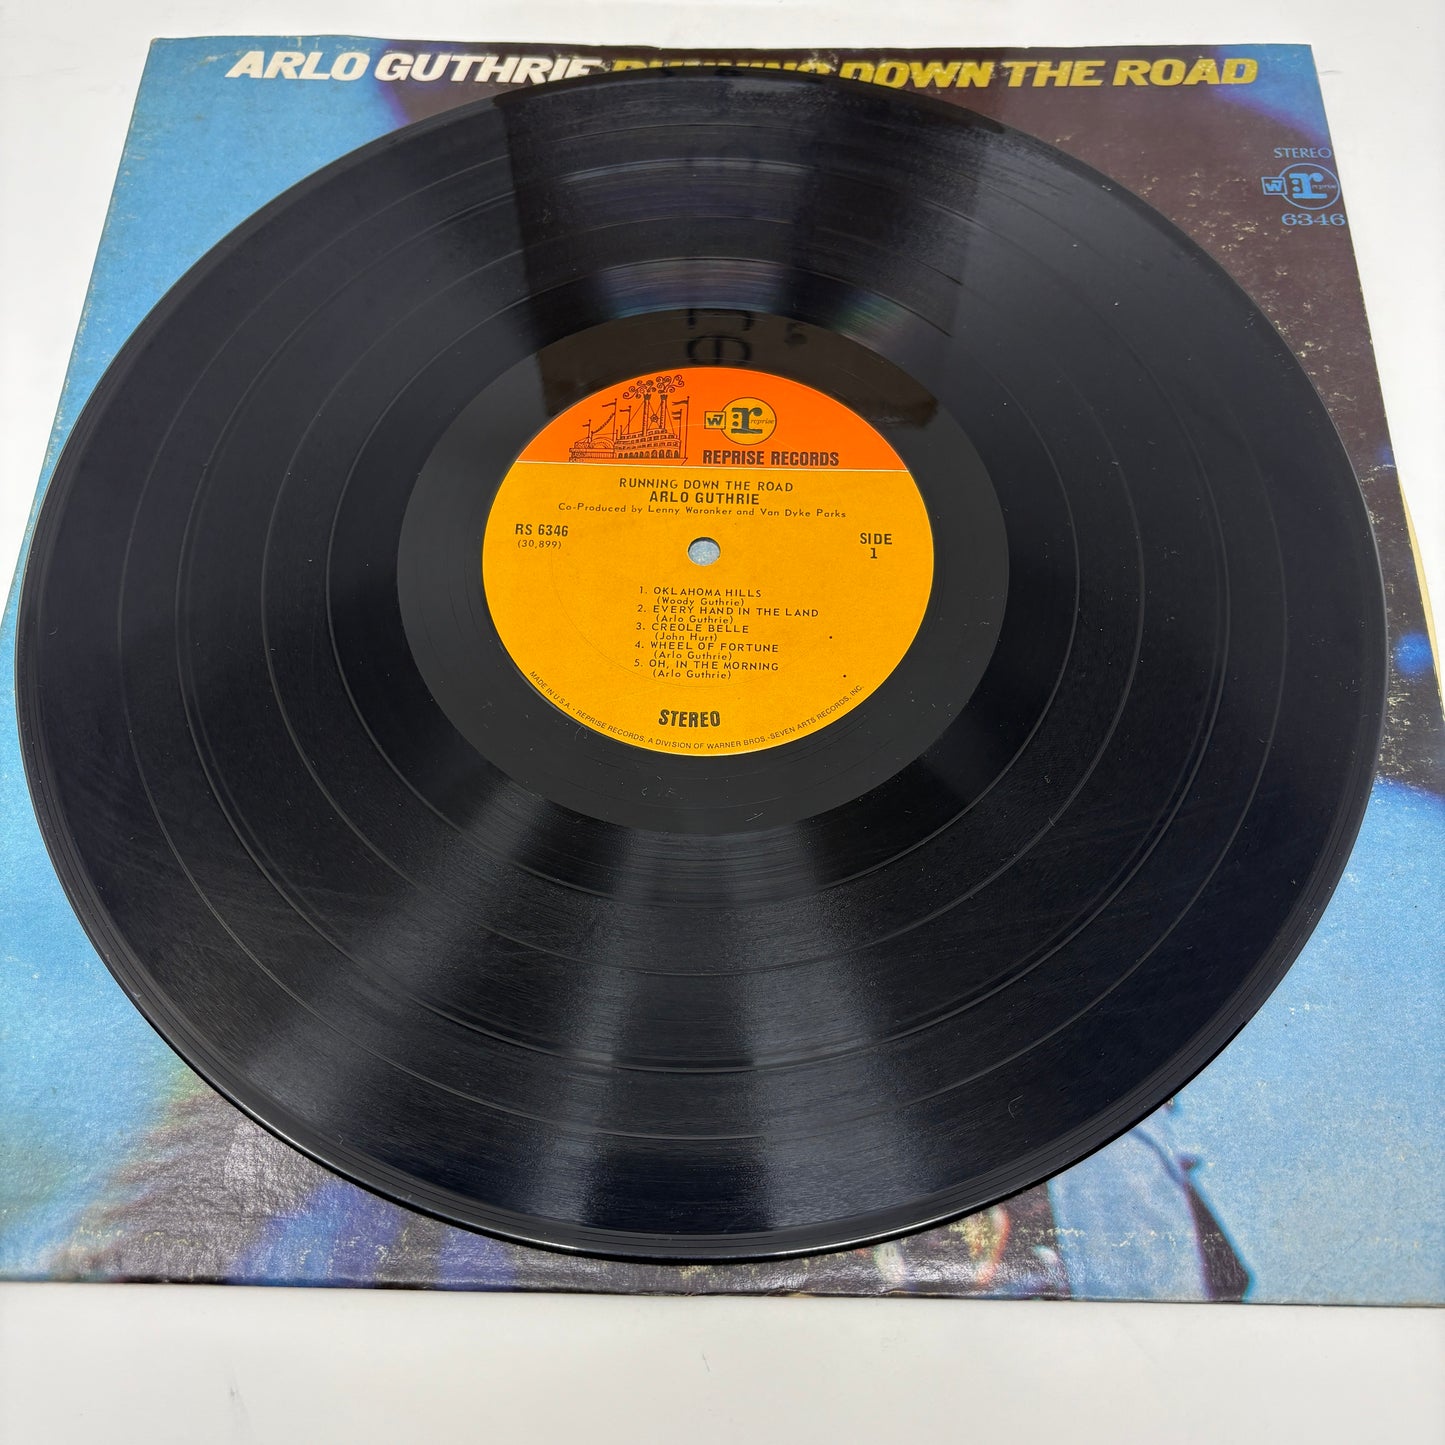 ARLO GUTHRIE RUNNING DOWN THE ROAD
STEREO
W r reprise
6346
W r reprise
REPRISE RECORDS
RUNNING DOWN THE ROAD
ARLO GUTHRIE
Co-Produced by Lenny Waronker and Van Dyke Parks
RS 6346
(30,899)
SIDE
1
1. OKLAHOMA HILLS
(Woody Guthrie)
2. EVERY HAND IN THE LAND
(Arlo Guthrie)
3. CREOLE BELLE
(John Hurt)
4. WHEEL OF FORTUNE
(Arlo Guthrie)
5. OH, IN THE MORNING
(Arlo Guthrie)
STEREO
MADE IN U.S.A. • REPRISE RECORDS, A DIVISION OF WARNER BROS.-SEVEN ARTS RECORDS, INC.